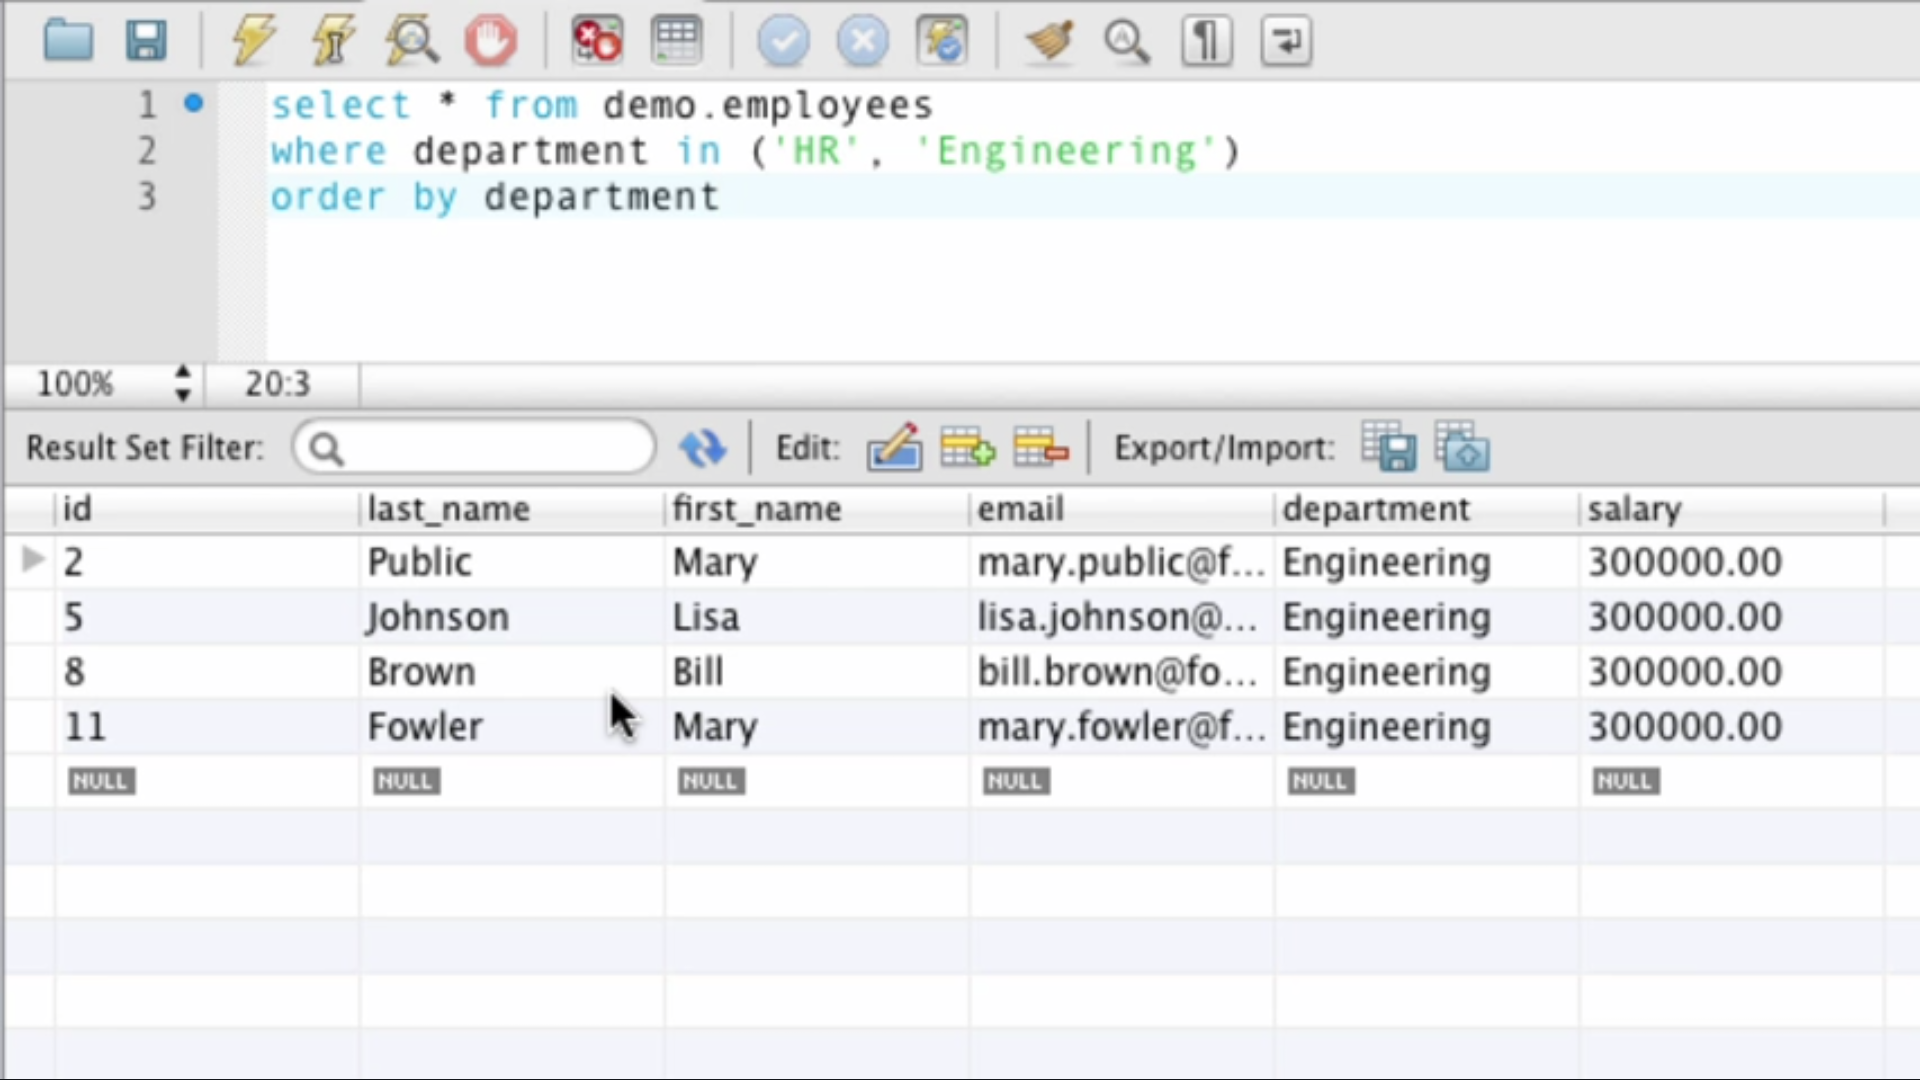 1 select * from demo.employees
2 where department in ('HR', 'Engineering')
3 order by department
100% 20:3
Result Set Filter: Edit: Export/Import:
id last_name first_name email department salary
2 Public Mary mary.public@f... Engineering 300000.00
5 Johnson Lisa lisa.johnson@... Engineering 300000.00
8 Brown Bill bill.brown@fo... Engineering 300000.00
11 Fowler Mary mary.fowler@f... Engineering 300000.00
NULL NULL NULL NULL NULL NULL